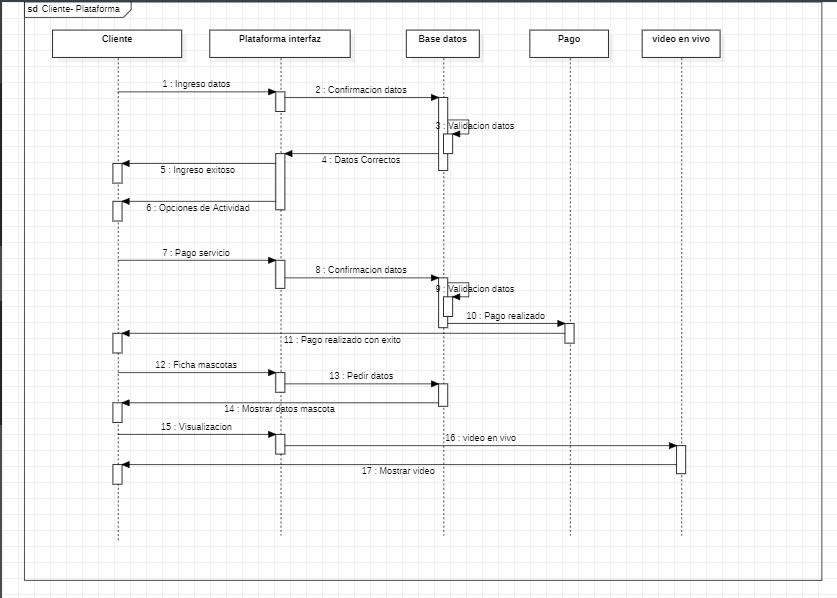 sd Cliente- Plataforma
Cliente
Plataforma interfaz
Base datos
Pago
video en vivo
1 : Ingreso datos
2 : Confirmacion datos
3 : Validacion datos
4 : Datos Correctos
5 : Ingreso exitoso
6 : Opciones de Actividad
7 : Pago servicio
8 : Confirmacion datos
9 : Validacion datos
10 : Pago realizado
11 : Pago realizado con exito
12 : Ficha mascotas
13 : Pedir datos
14 : Mostrar datos mascota
15 : Visualizacion
16 : video en vivo
17 : Mostrar video